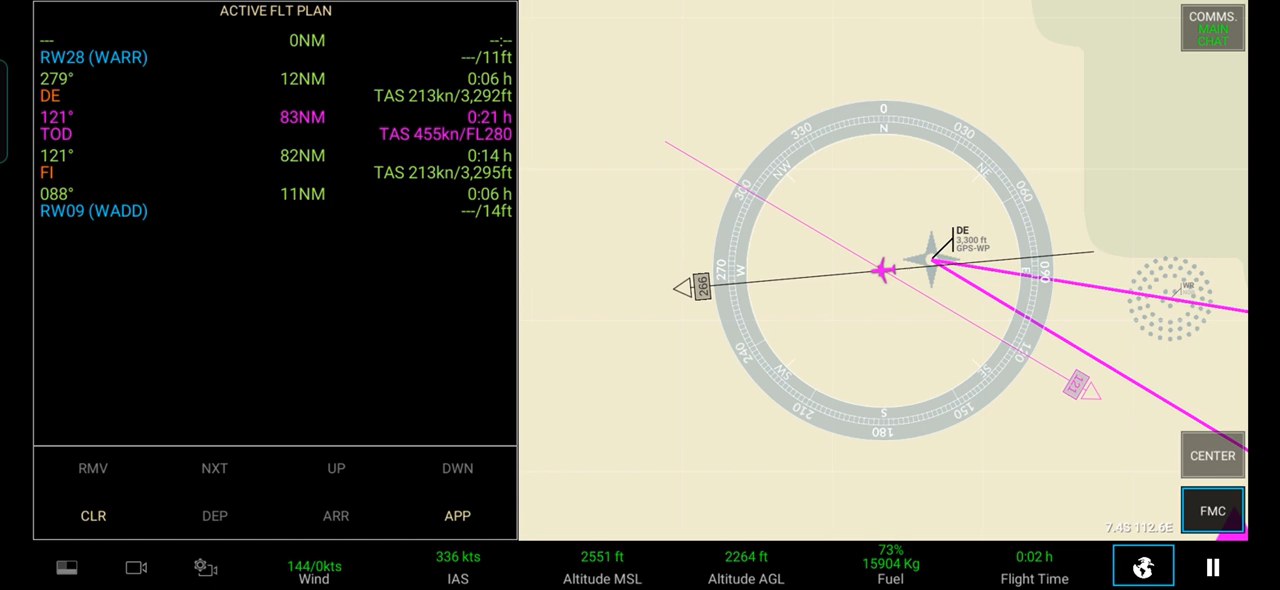 ACTIVE FLT PLAN
--- 0NM --:--
RW28 (WARR) ---/11ft
279° 12NM 0:06 h
DE TAS 213kn/3,292ft
121° 83NM 0:21 h
TOD TAS 455kn/FL280
121° 82NM 0:14 h
FI TAS 213kn/3,295ft
088° 11NM 0:06 h
RW09 (WADD) ---/14ft
RMV NXT UP DWN
CLR DEP ARR APP
COMMS.
MAIN
CHAT
0
N
330
030
NW
NE
300
060
DE
3,300 ft
GPS-WP
270
W
E
090
266
WR
240
120
SW
SE
121
210
150
S
180
CENTER
FMC
7.4S 112.6E
144/0kts
Wind
336 kts
IAS
2551 ft
Altitude MSL
2264 ft
Altitude AGL
73%
15904 Kg
Fuel
0:02 h
Flight Time